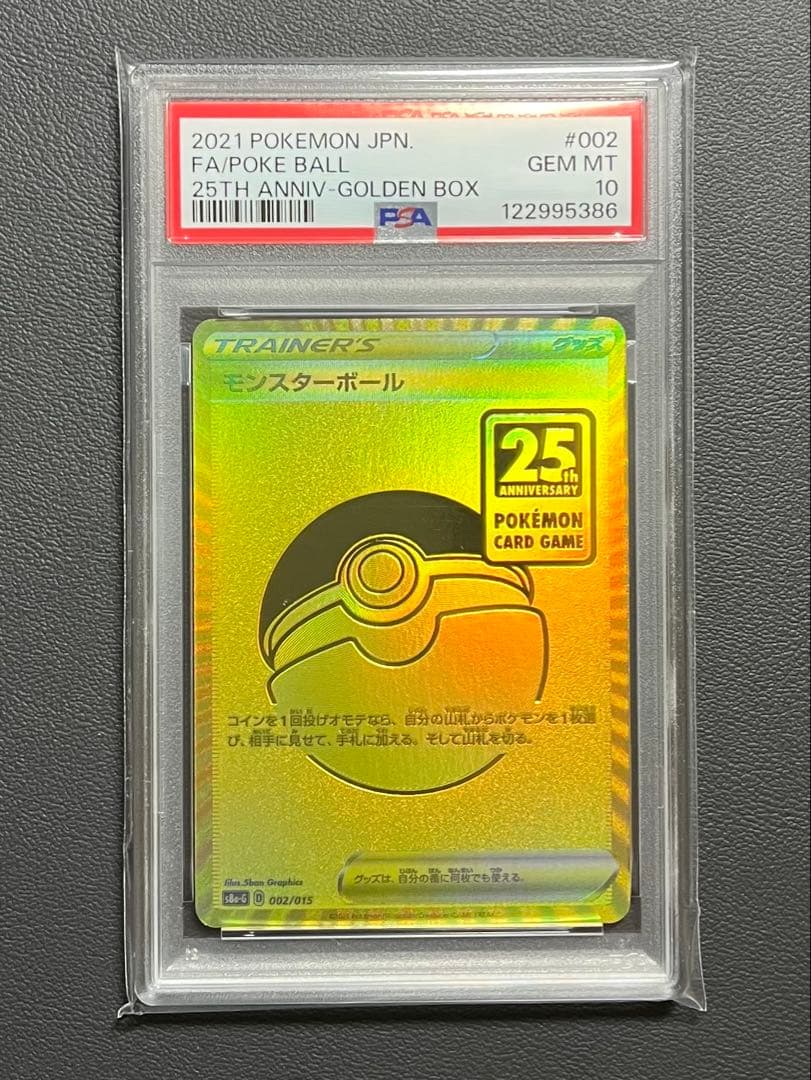 2021 POKEMON JPN. #002
FA/POKE BALL GEM MT
25TH ANNIV-GOLDEN BOX 10
PSA 122995386
TRAINER'S グッズ
モンスターボール
25th
ANNIVERSARY
POKÉMON
CARD GAME
コインを1回投げオモテなら、自分の山札からポケモンを1枚選
び、相手に見せて、手札に加える。そして山札を切る。
グッズは、自分の番に何枚でも使える。
illus. 5ban Graphics
s8a-G D 002/015